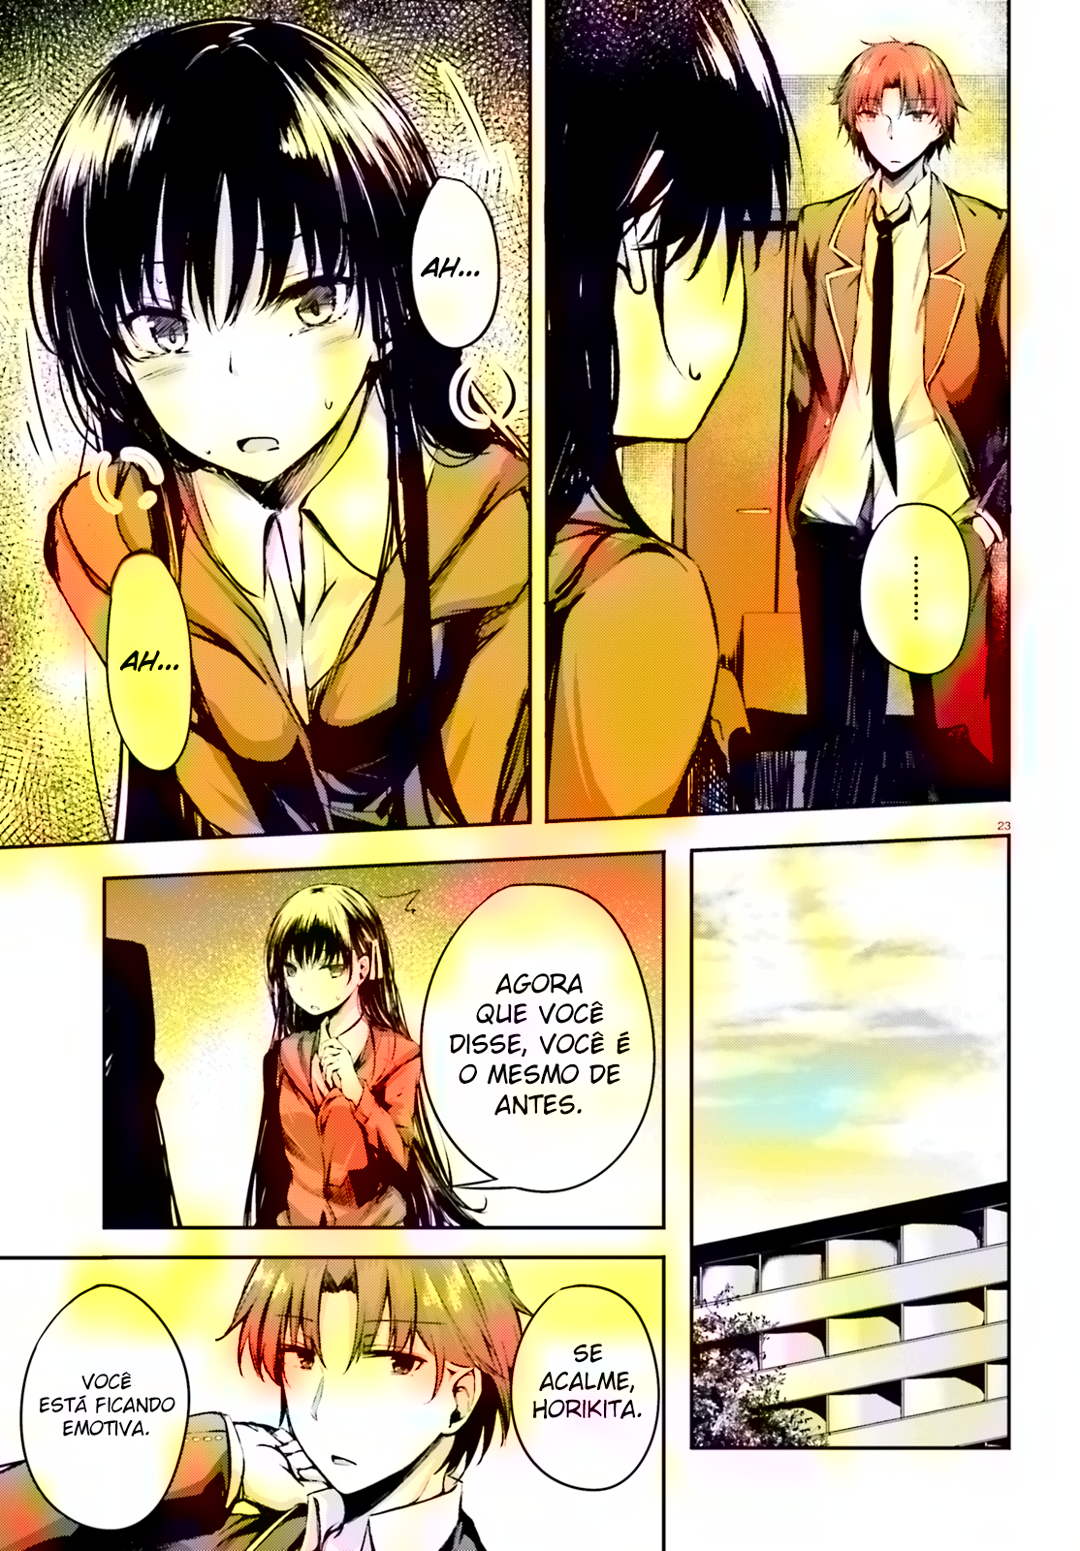 ..........
AH...
AH...
23
AGORA
QUE VOCÊ
DISSE, VOCÊ É
O MESMO DE
ANTES.
SE
ACALME,
HORIKITA.
VOCÊ
ESTÁ FICANDO
EMOTIVA.